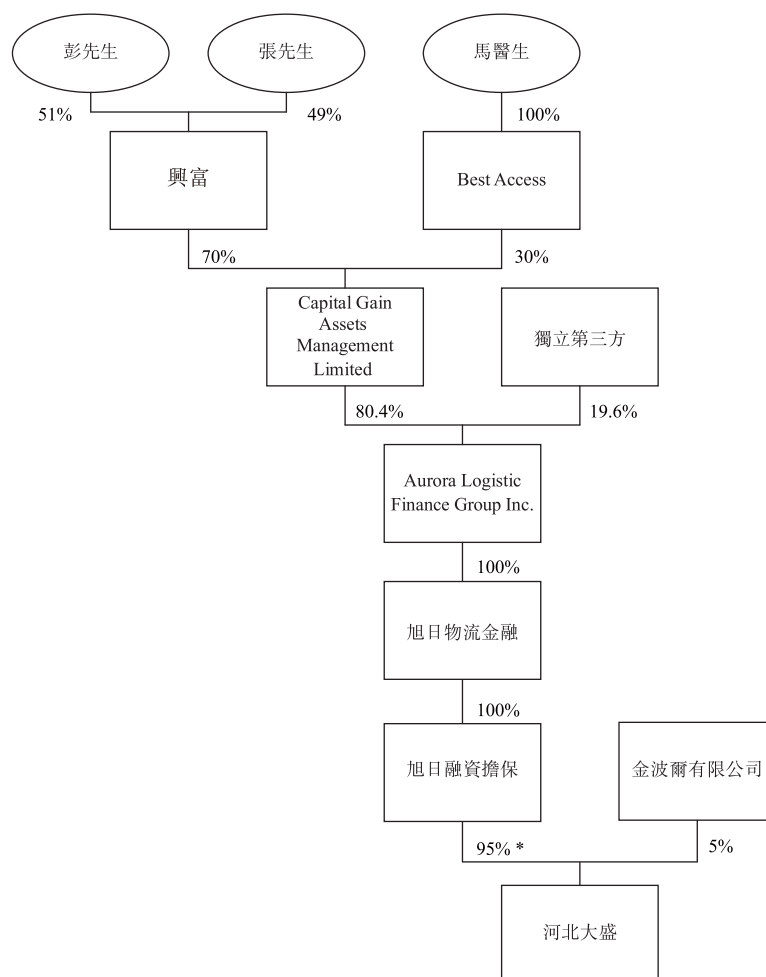 彭先生
張先生
馬醫生
51%
49%
100%
興富
Best Access
70%
30%
Capital Gain
Assets
Management
Limited
獨立第三方
80.4%
19.6%
Aurora Logistic
Finance Group Inc.
100%
旭日物流金融
100%
旭日融資擔保
金波爾有限公司
95% *
5%
河北大盛